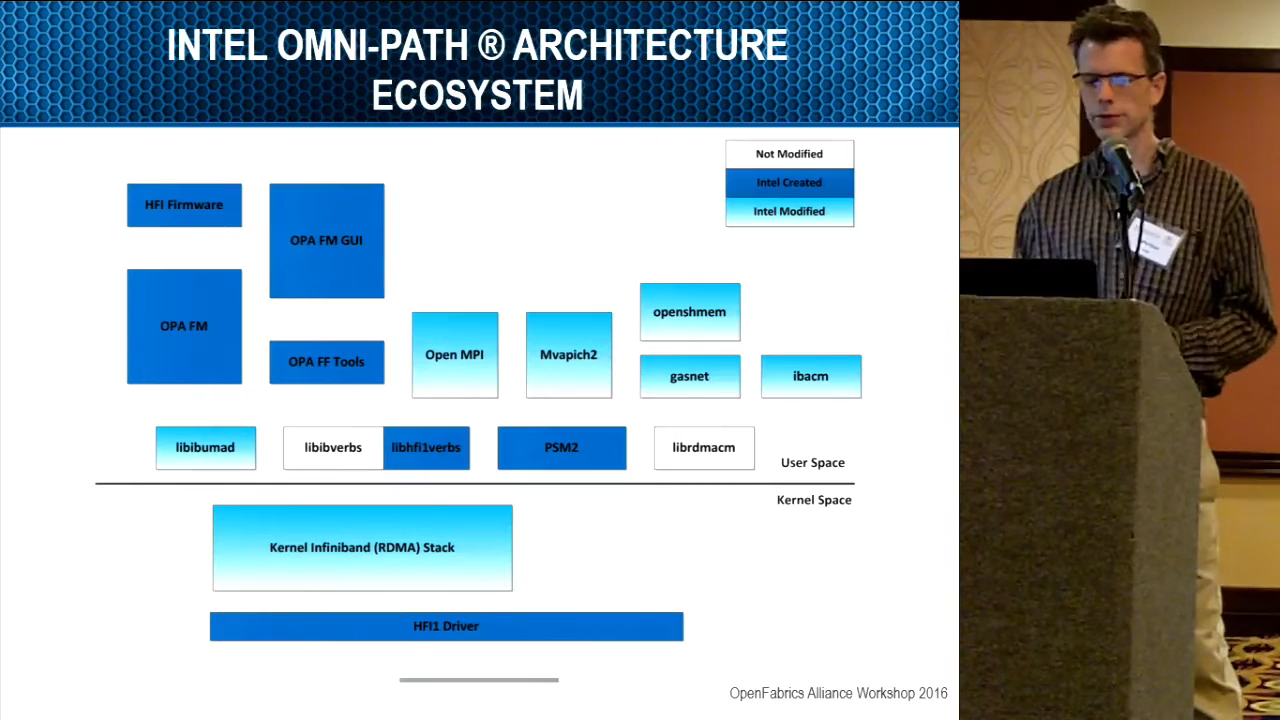 INTEL OMNI-PATH ® ARCHITECTURE
ECOSYSTEM
Not Modified
Intel Created
Intel Modified
HFI Firmware
OPA FM GUI
OPA FM
OPA FF Tools
Open MPI
Mvapich2
openshmem
gasnet
ibacm
libibumad
libibverbs
libhfi1verbs
PSM2
librdmacm
User Space
Kernel Space
Kernel Infiniband (RDMA) Stack
HFI1 Driver
OpenFabrics Alliance Workshop 2016